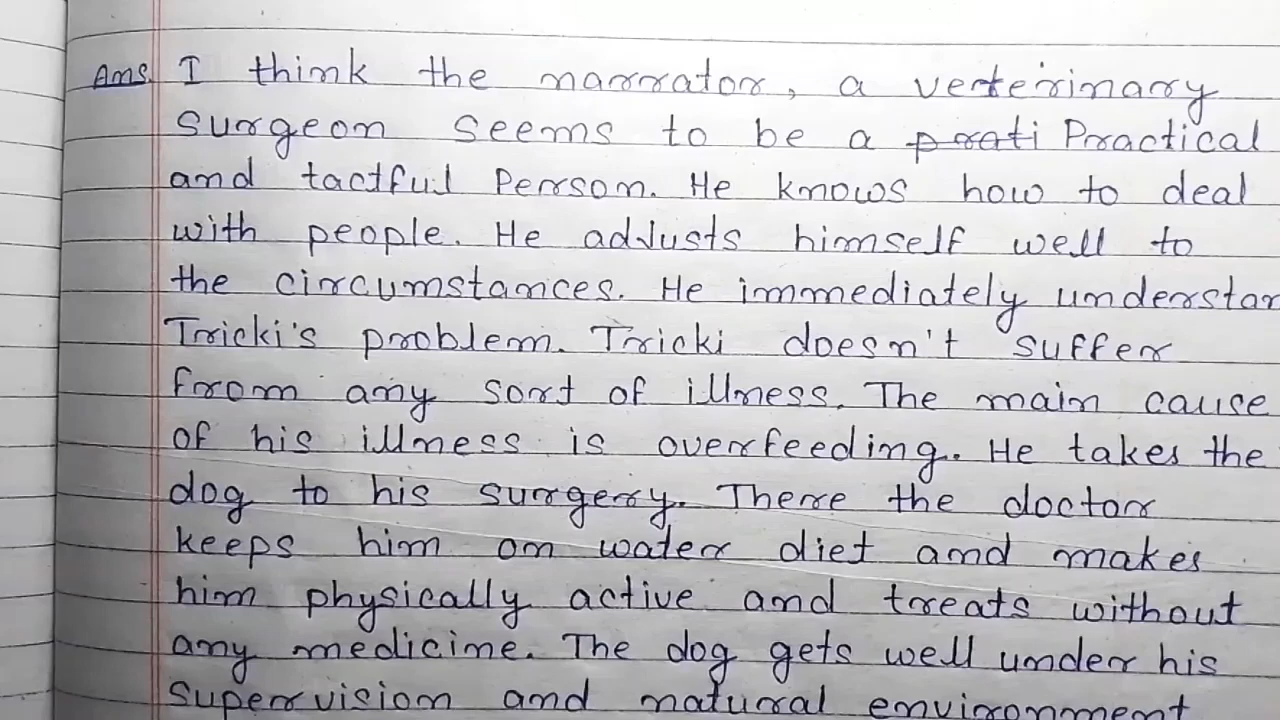 Ans. I think the narrator, a verterinary
surgeon seems to be a prati Practical
and tactful Person. He knows how to deal
with people. He adjusts himself well to
the circumstances. He immediately understan
Tricki's problem. Tricki doesn't suffer
from any sort of illness. The main cause
of his illness is overfeeding. He takes the
dog to his surgery. There the doctor
keeps him on water diet and makes
him physically active and treats without
any medicine. The dog gets well under his
supervision and natural environment